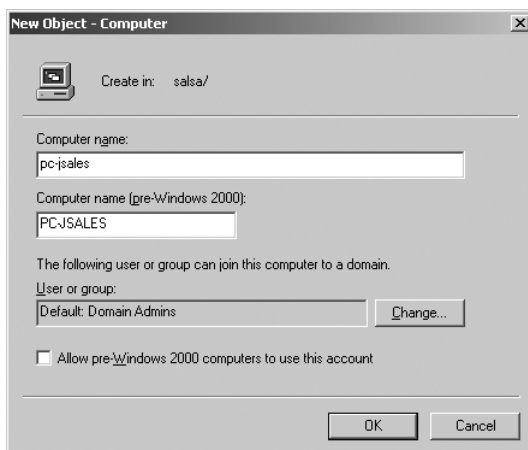 New Object - Computer
Create in: salsa/
Computer name:
pc-jsales
Computer name (pre-Windows 2000):
PC-JSALES
The following user or group can join this computer to a domain.
User or group:
Default: Domain Admins
Change...
Allow pre-Windows 2000 computers to use this account
OK
Cancel